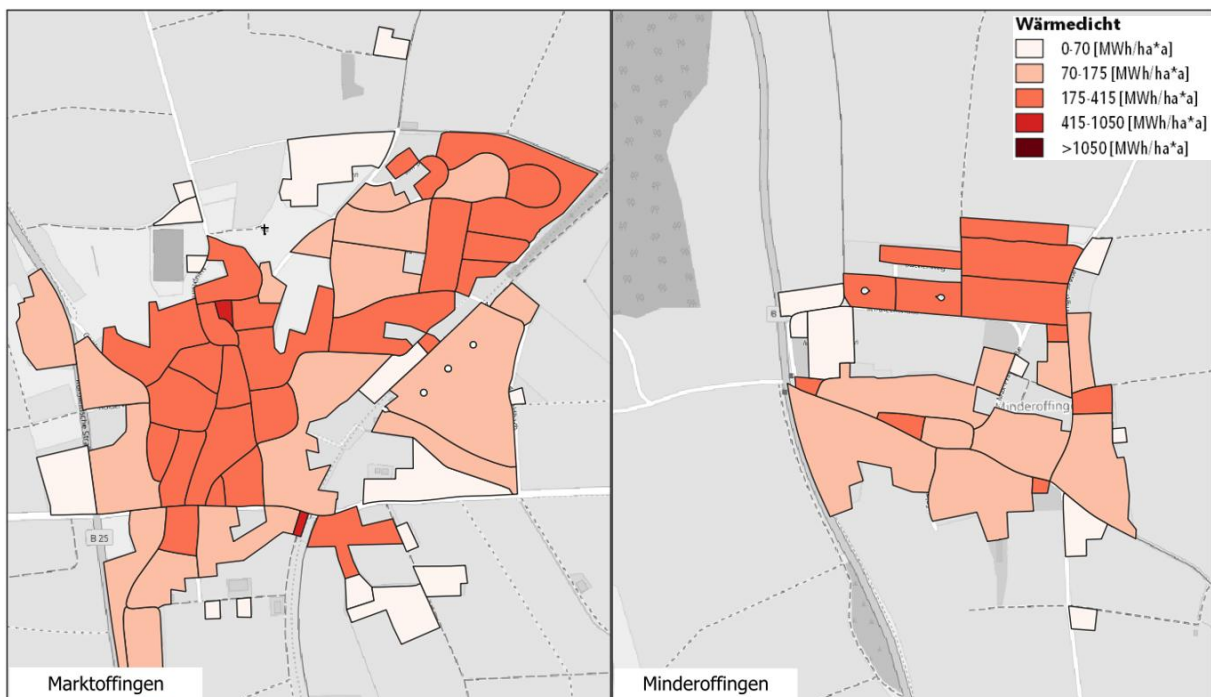 Wärmedicht
0-70 [MWh/ha*a]
70-175 [MWh/ha*a]
175-415 [MWh/ha*a]
415-1050 [MWh/ha*a]
>1050 [MWh/ha*a]
B 25
Minderoffinge
Marktoffingen
Minderoffingen